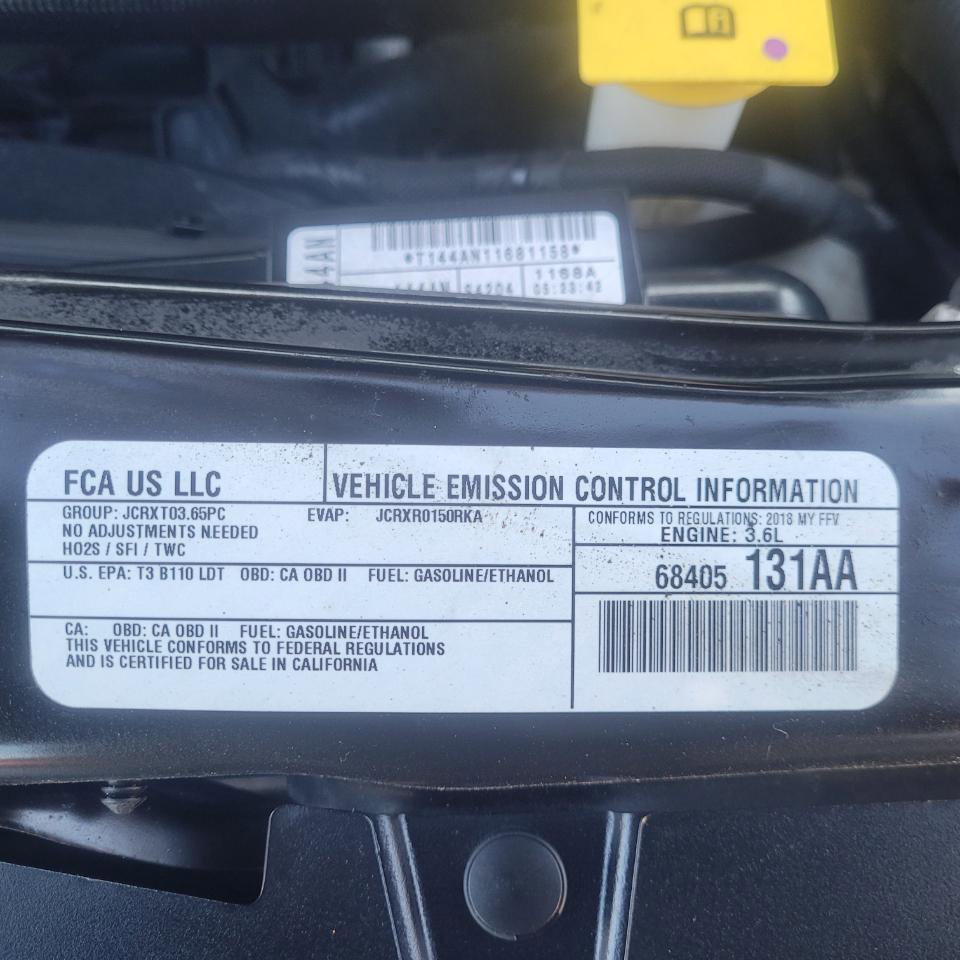 4AN
*T144AN11681158*
1168A
05:23:42
FCA US LLC
VEHICLE EMISSION CONTROL INFORMATION
GROUP: JCRXT03.65PC EVAP: JCRXR0150RKA
NO ADJUSTMENTS NEEDED
HO2S / SFI / TWC
CONFORMS TO REGULATIONS: 2018 MY FFV
ENGINE: 3.6L
U.S. EPA: T3 B110 LDT OBD: CA OBD II FUEL: GASOLINE/ETHANOL
68405 131AA
CA: OBD: CA OBD II FUEL: GASOLINE/ETHANOL
THIS VEHICLE CONFORMS TO FEDERAL REGULATIONS
AND IS CERTIFIED FOR SALE IN CALIFORNIA